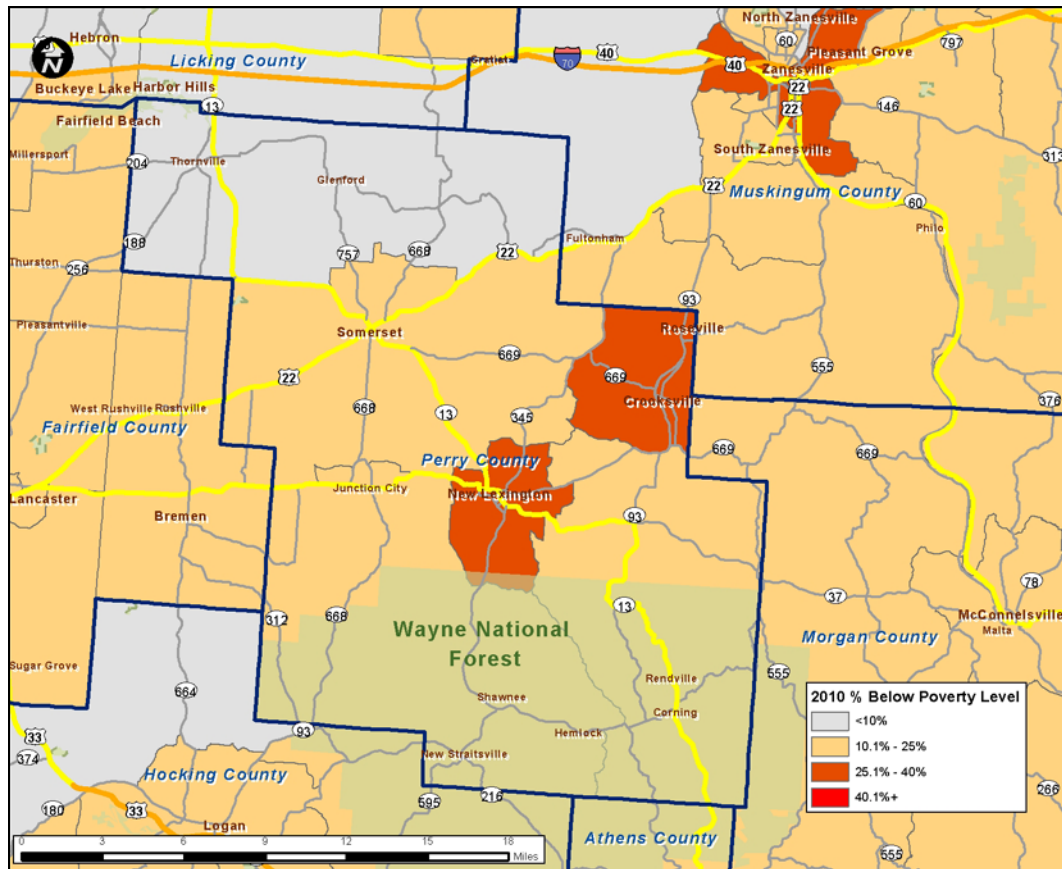 North Zanesville
Hebron
60
797
Pleasant Grove
N
Licking County
70
40
Gratiot
40
Zanesville
Buckeye Lake
Harbor Hills
22
13
22
146
Fairfield Beach
Millersport
204
Thornville
South Zanesville
313
Glenford
22
Muskingum County
60
Philo
188
Fultonham
757
668
22
Thurston
256
93
Roseville
Pleasantville
Somerset
669
555
22
669
376
Crooksville
West Rushville
Rushville
668
13
345
Fairfield County
669
669
Perry County
Junction City
New Lexington
Lancaster
Bremen
93
78
37
13
312
668
McConnelsville
Malta
Wayne National
Forest
Morgan County
Sugar Grove
664
555
Rendville
Shawnee
Corning
2010 % Below Poverty Level
<10%
10.1% - 25%
25.1% - 40%
40.1%+
33
93
Hemlock
374
New Straitsville
Hocking County
216
266
595
180
33
Logan
Athens County
555
0 3 6 9 12 15 18
Miles